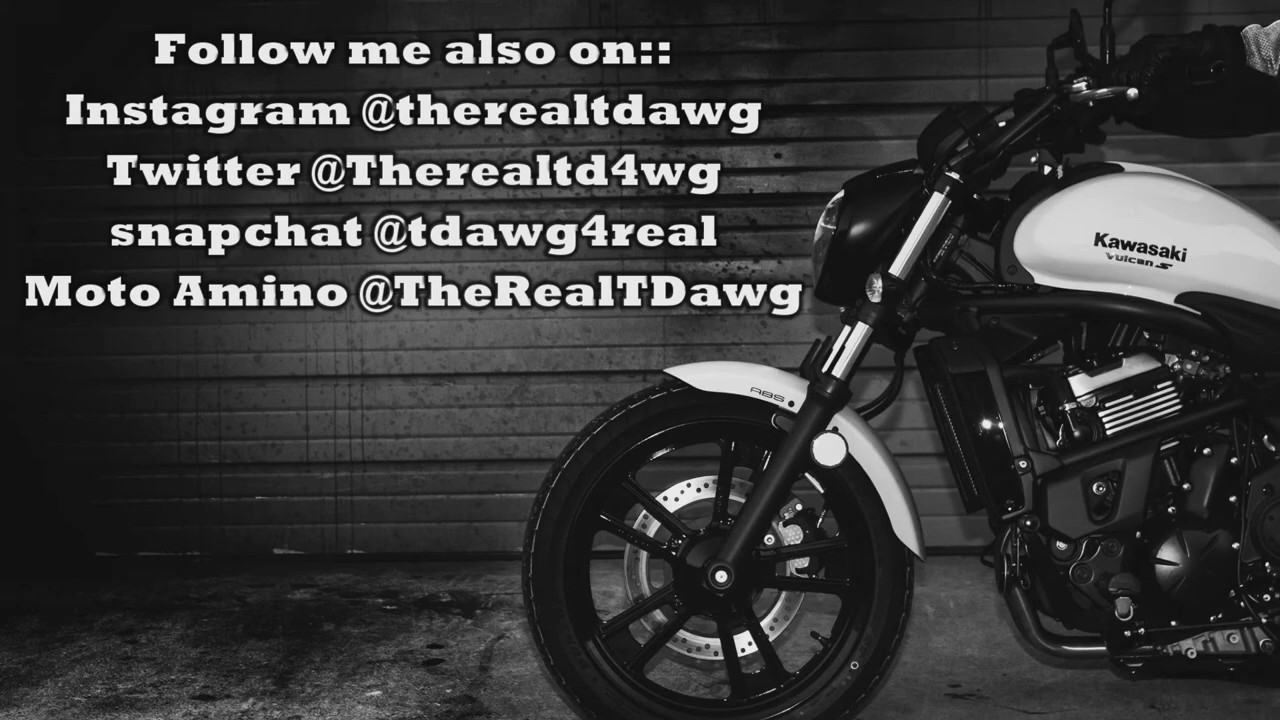 Follow me also on::
Instagram @therealtdawg
Twitter @Therealtd4wg
snapchat @tdawg4real
Moto Amino @TheRealTDawg
Kawasaki
Vulcan S
ABS